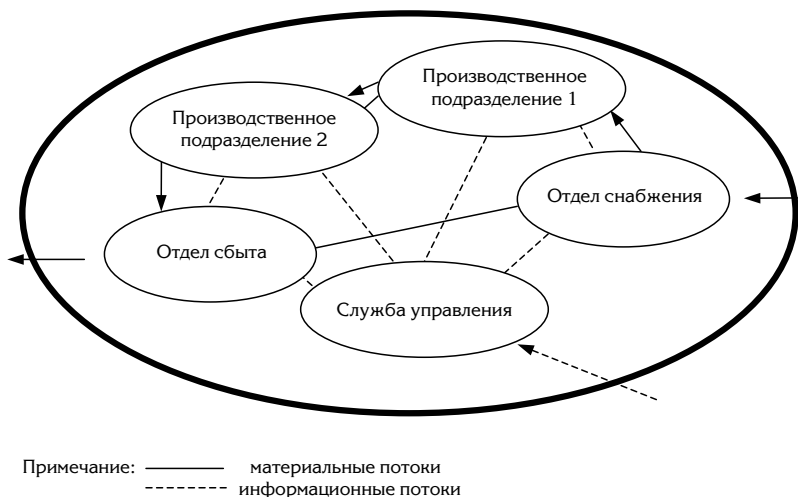 Производственное
подразделение 1
Производственное
подразделение 2
Отдел снабжения
Отдел сбыта
Служба управления
Примечание: материальные потоки
информационные потоки